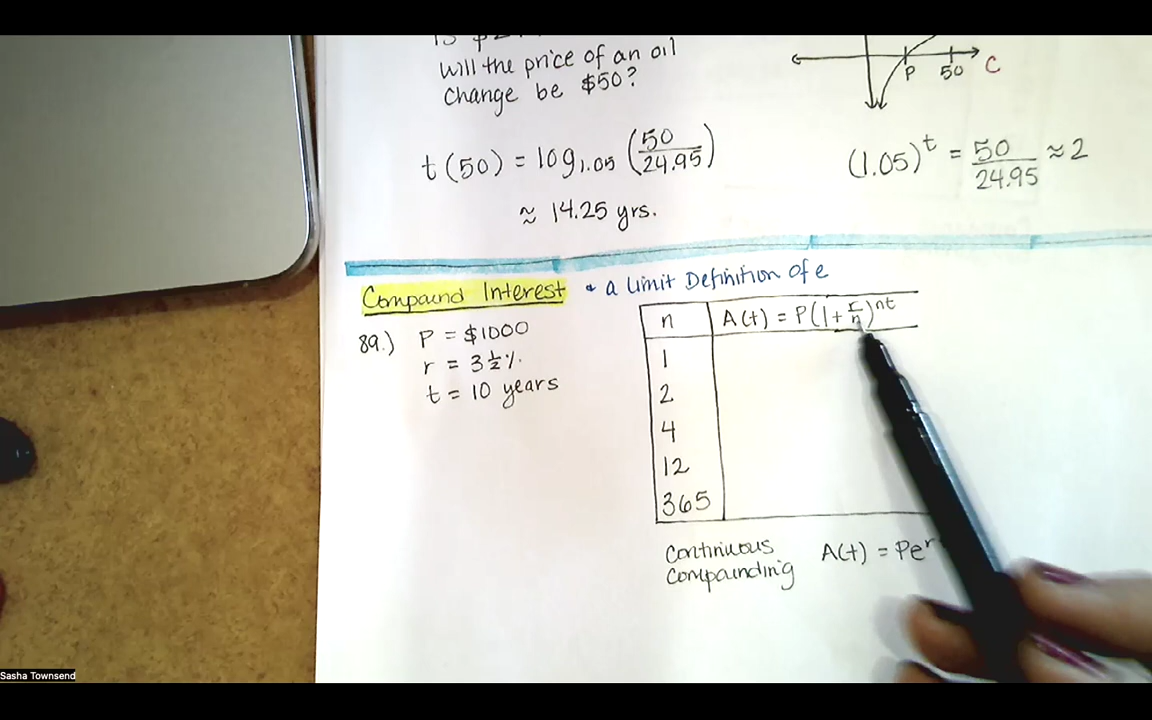 will the price of an oil
change be $50?
P 50 C
t(50) = log₁.₀₅ (50/24.95)
≈ 14.25 yrs.
(1.05)^t = 50/24.95 ≈ 2
Compound Interest & a Limit Definition of e
89.) P = $1000
r = 3 ½ %
t = 10 years
n A(t) = P(1 + r/n)^nt
1
2
4
12
365
Continuous
compounding
A(t) = Pe^r
Sasha Townsend